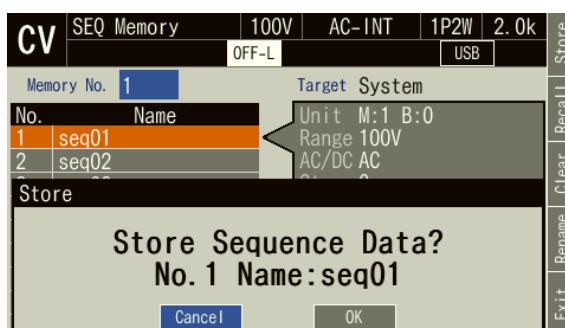 CV SEQ Memory 100V AC-INT 1P2W 2.0k
OFF-L USB
Memory No. 1 Target System
No. Name
1 seq01
2 seq02
Unit M:1 B:0
Range 100V
AC/DC AC
Store
Store Sequence Data?
No.1 Name:seq01
Cancel OK
Store
Recall
Clear
Rename
Exit